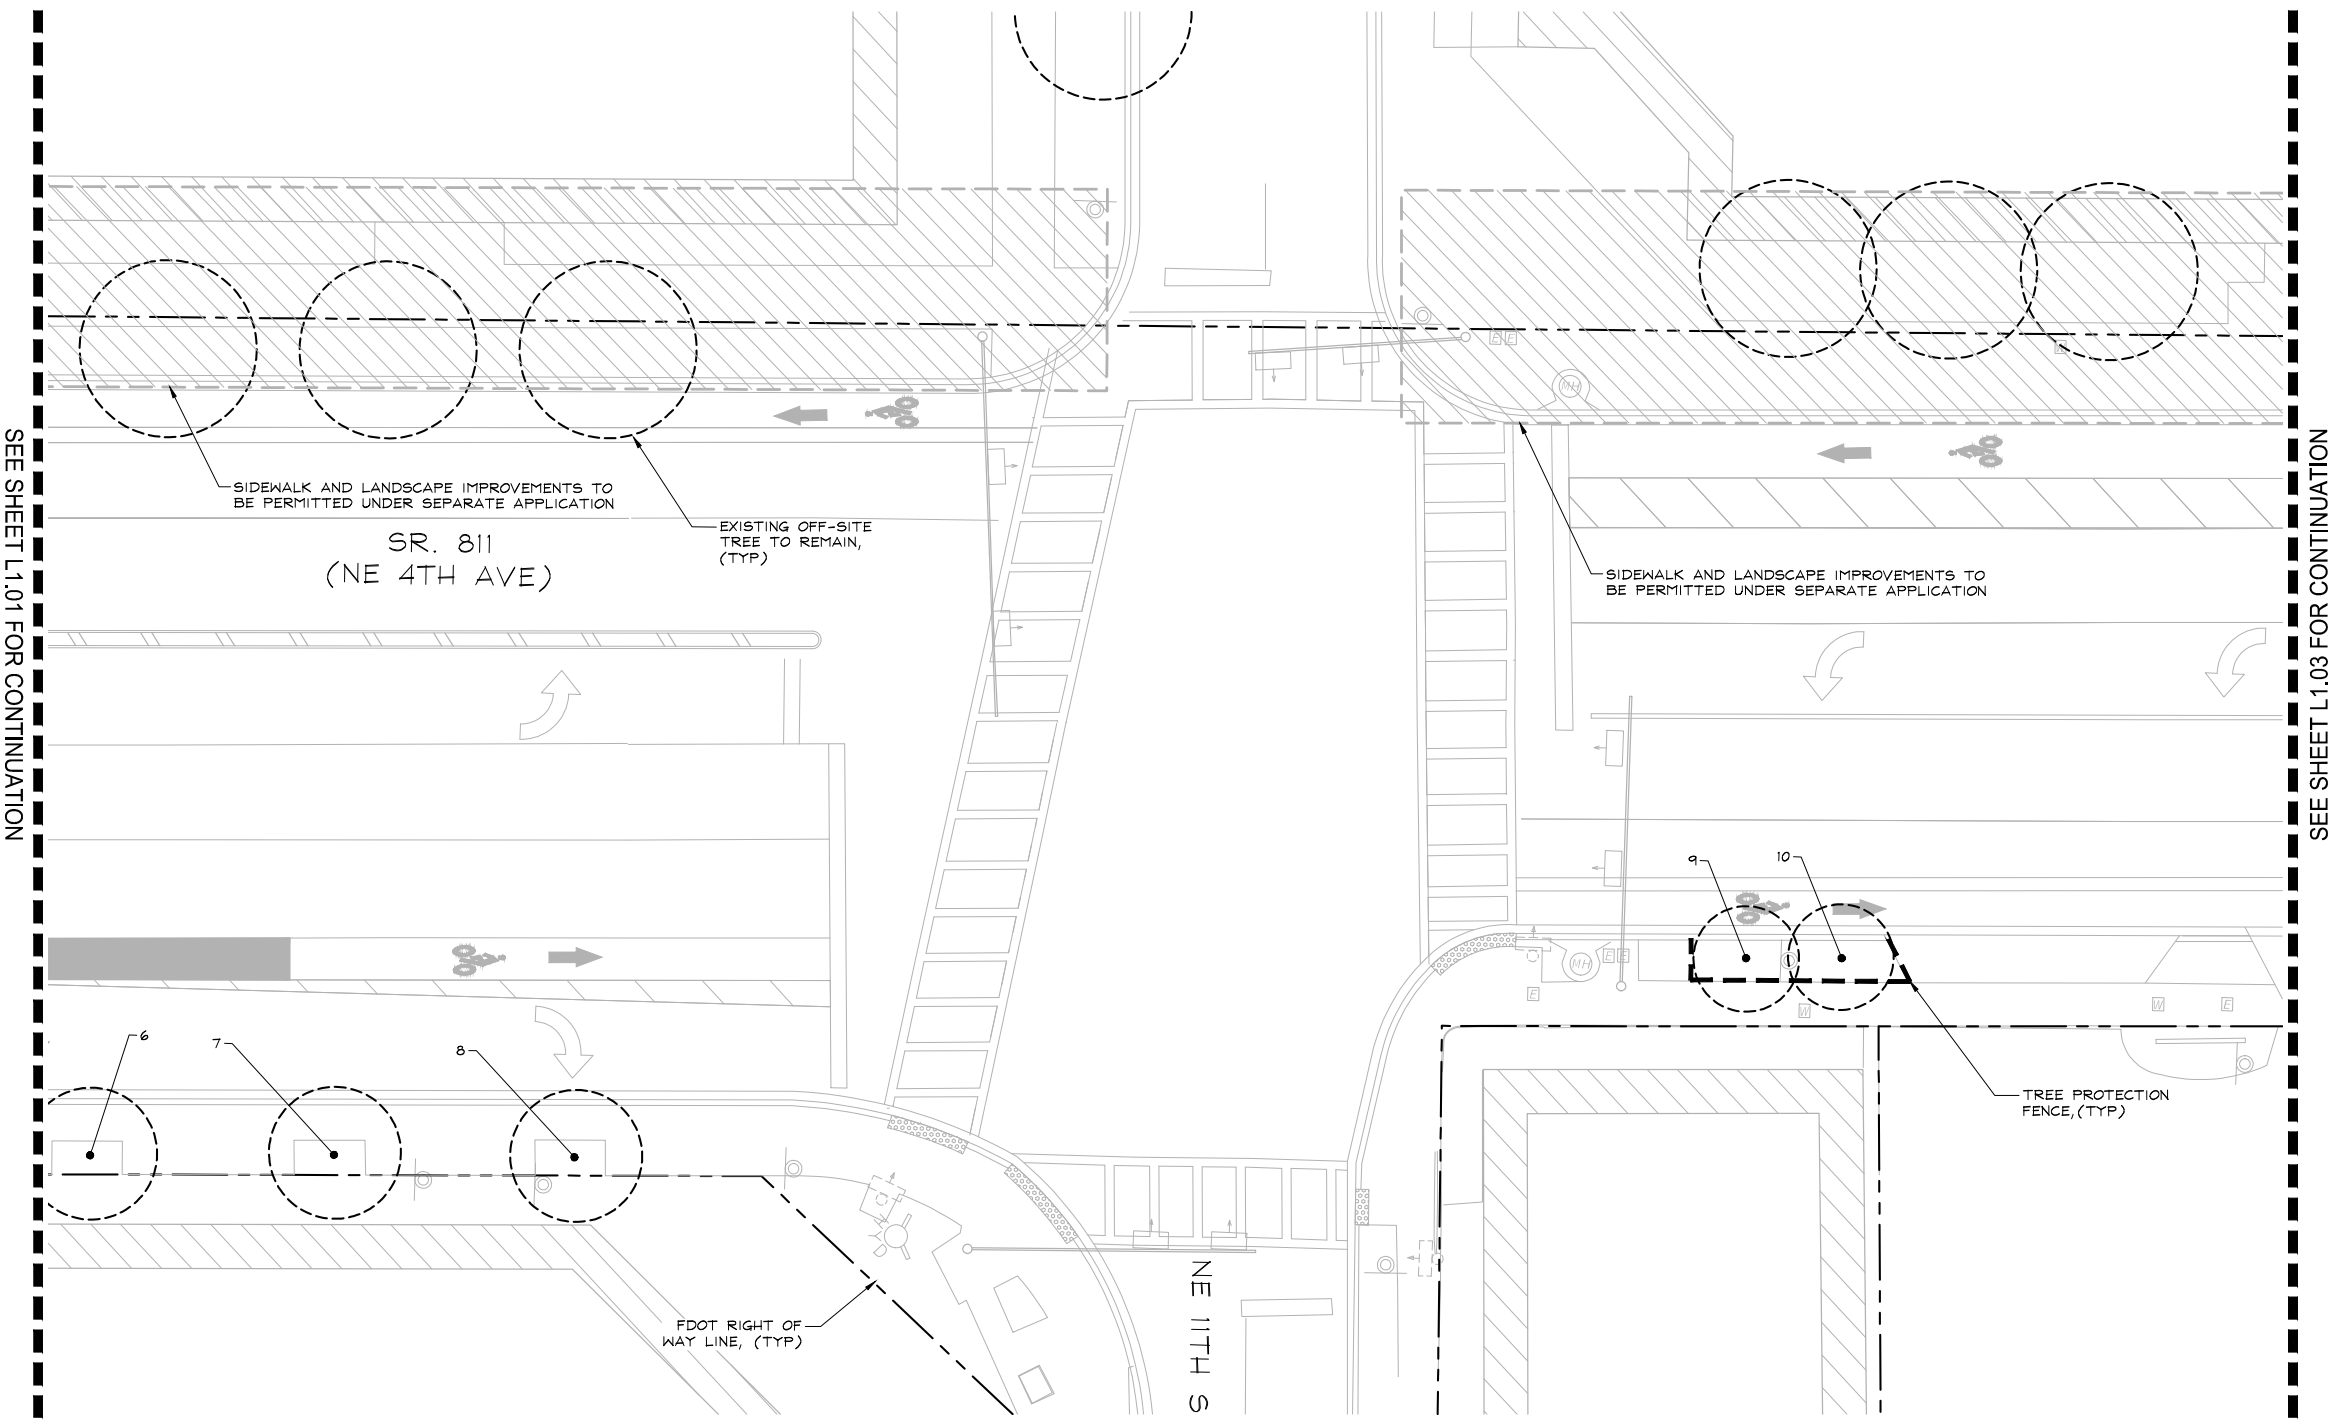 SEE SHEET L1.01 FOR CONTINUATION
SIDEWALK AND LANDSCAPE IMPROVEMENTS TO
BE PERMITTED UNDER SEPARATE APPLICATION
EXISTING OFF-SITE
TREE TO REMAIN,
(TYP)
SR. 811
(NE 4TH AVE)
E E
W
MH
SIDEWALK AND LANDSCAPE IMPROVEMENTS TO
BE PERMITTED UNDER SEPARATE APPLICATION
SEE SHEET L1.03 FOR CONTINUATION
9
10
MH
E E
E
W
W
E
6
7
8
TREE PROTECTION
FENCE, (TYP)
FDOT RIGHT OF
WAY LINE, (TYP)
NE 11TH S